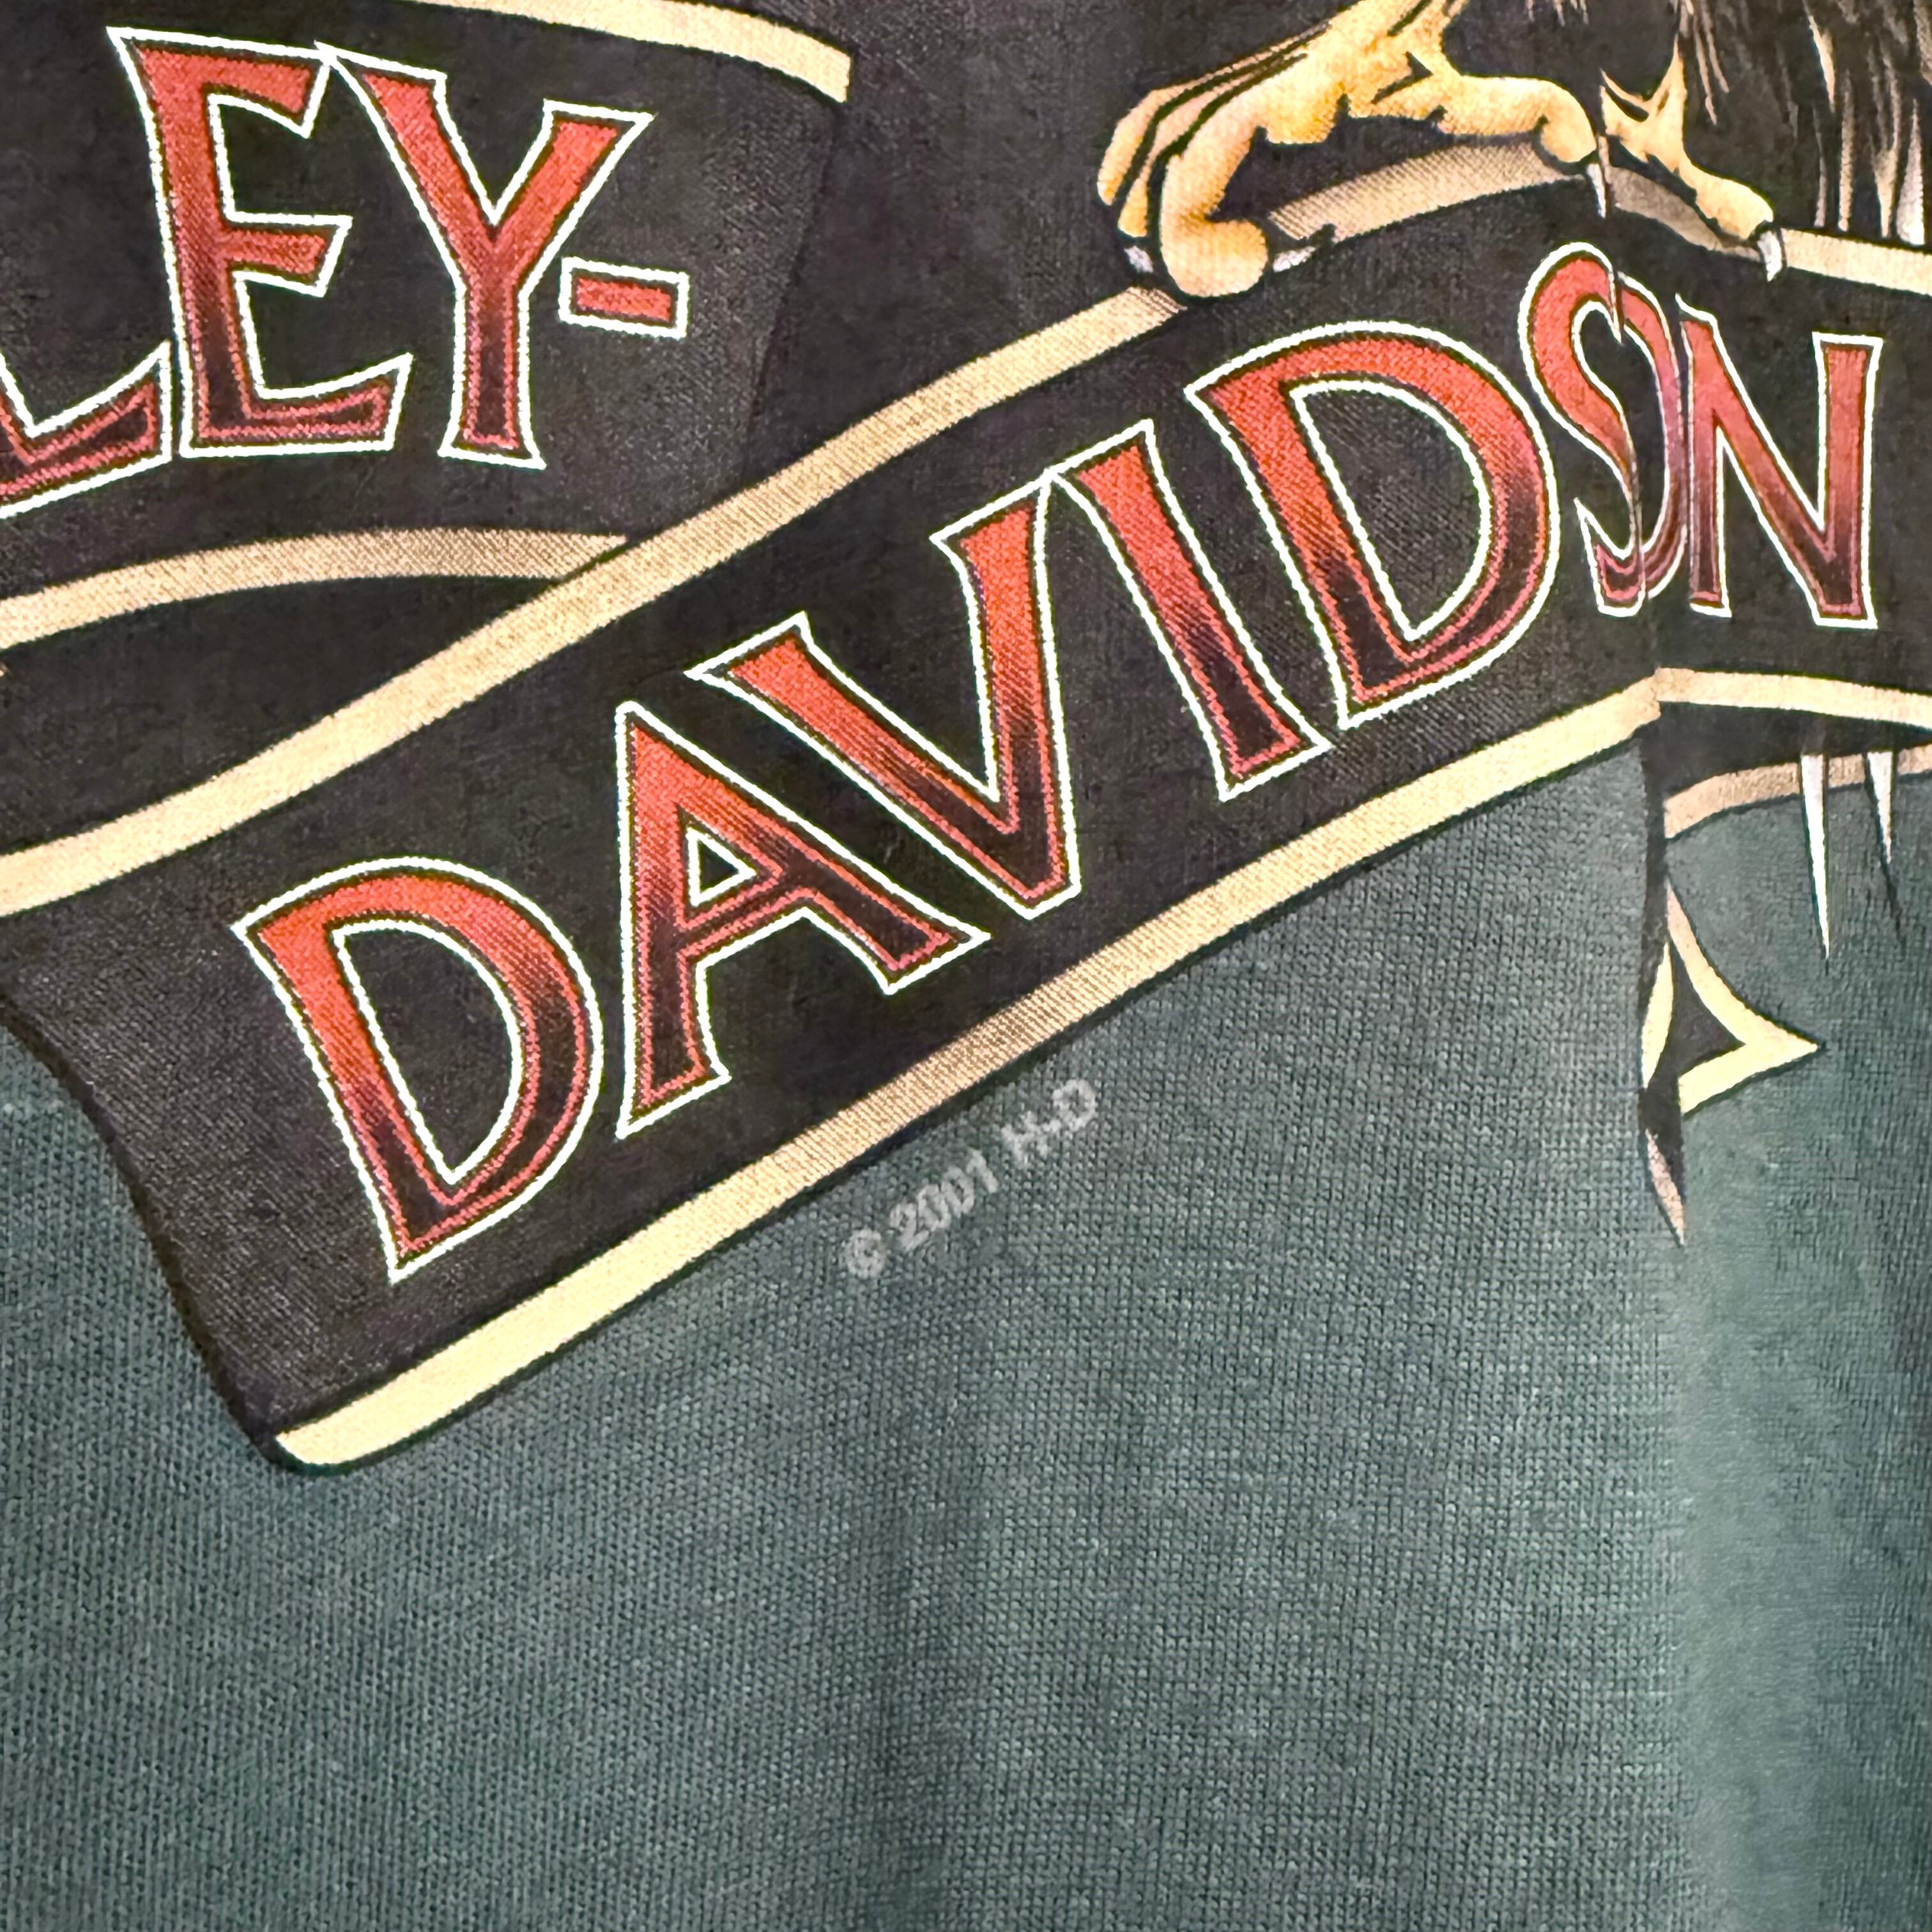 LEY-
DAVIDSON
© 2001 H-D